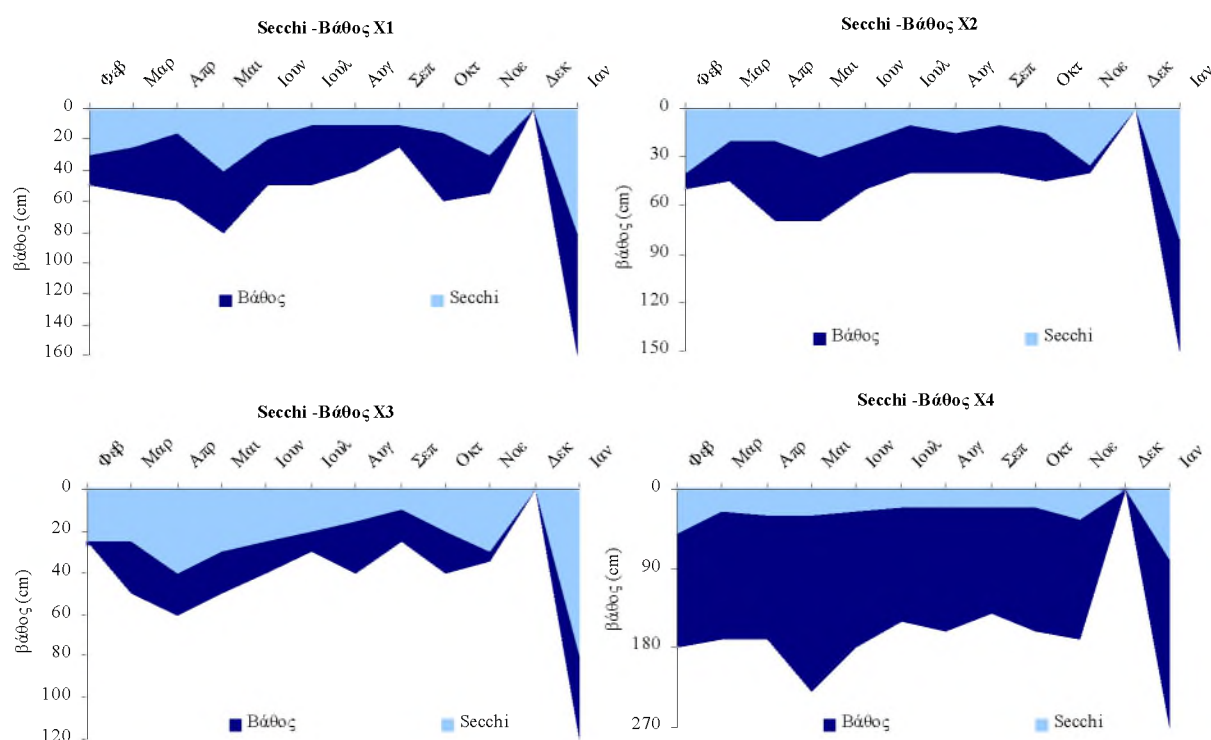 Secchi -Βάθος X1
Φεβ Μαρ Απρ Μαι Ιουν Ιουλ Αυγ Σεπ Οκτ Νοε Δεκ Ιαν
βάθος (cm)
0
20
40
60
80
100
120
140
160
Βάθος Secchi
Secchi -Βάθος X2
Φεβ Μαρ Απρ Μαι Ιουν Ιουλ Αυγ Σεπ Οκτ Νοε Δεκ Ιαν
βάθος (cm)
0
30
60
90
120
150
Βάθος Secchi
Secchi -Βάθος X3
Φεβ Μαρ Απρ Μαι Ιουν Ιουλ Αυγ Σεπ Οκτ Νοε Δεκ Ιαν
βάθος (cm)
0
20
40
60
80
100
120
Βάθος Secchi
Secchi -Βάθος X4
Φεβ Μαρ Απρ Μαι Ιουν Ιουλ Αυγ Σεπ Οκτ Νοε Δεκ Ιαν
βάθος (cm)
0
90
180
270
Βάθος Secchi